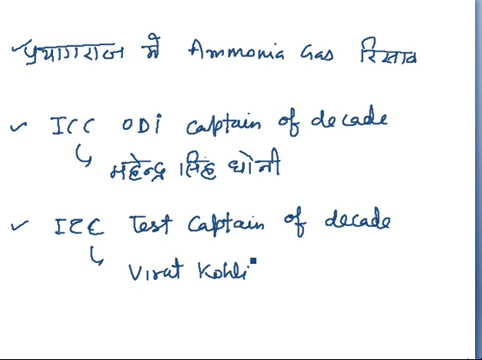 प्रयागराज में Ammonia Gas रिसाव
ICC ODI Captain of decade
महेन्द्र सिंह धोनी
ICC Test Captain of decade
Virat Kohli